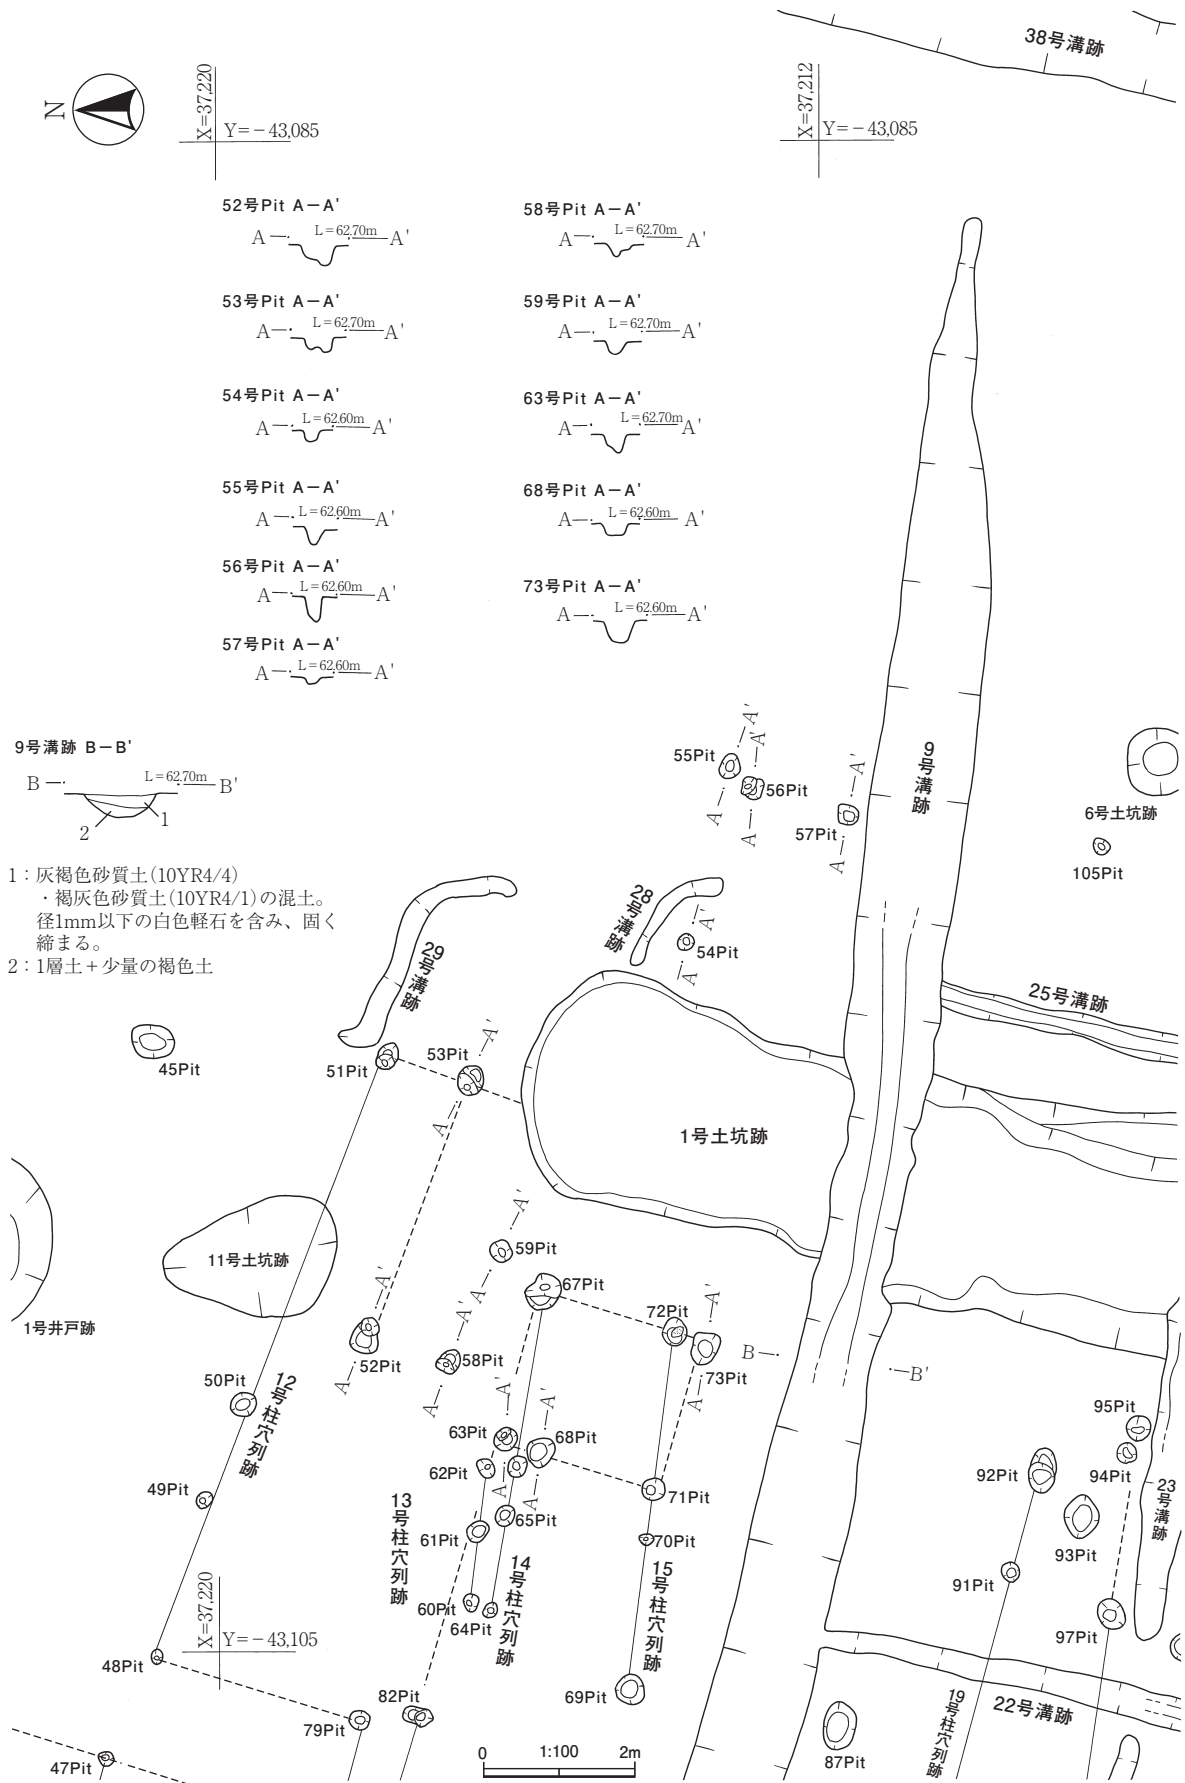 38号溝跡
N
X=37,220
Y=-43,085
X=37,212
Y=-43,085
52号Pit A-A'
A L=62.70m A'
53号Pit A-A'
A L=62.70m A'
54号Pit A-A'
A L=62.60m A'
55号Pit A-A'
A L=62.60m A'
56号Pit A-A'
A L=62.60m A'
57号Pit A-A'
A L=62.60m A'
58号Pit A-A'
A L=62.70m A'
59号Pit A-A'
A L=62.70m A'
63号Pit A-A'
A L=62.70m A'
68号Pit A-A'
A L=62.60m A'
73号Pit A-A'
A L=62.60m A'
9号溝跡 B-B'
B L=62.70m B'
2 1
1：灰褐色砂質土(10YR4/4)
・褐灰色砂質土(10YR4/1)の混土。
径1mm以下の白色軽石を含み、固く
締まる。
2：1層土+少量の褐色土
A'
A'
55Pit
56Pit
A
A
A'
57Pit
A
9号溝跡
6号土坑跡
105Pit
28号溝跡
A'
54Pit
A
29号溝跡
25号溝跡
45Pit
51Pit
53Pit
A'
A
1号土坑跡
11号土坑跡
1号井戸跡
A'
59Pit
A
67Pit
A'
52Pit
A
A'
58Pit
A
72Pit
A'
73Pit
A
B
B'
50Pit
12号柱穴列跡
A'
A'
63Pit
68Pit
62Pit
A
A
49Pit
71Pit
65Pit
61Pit
70Pit
13号柱穴列跡
14号柱穴列跡
15号柱穴列跡
60Pit
64Pit
95Pit
92Pit
94Pit
23号溝跡
93Pit
91Pit
97Pit
X=37,220
Y=-43,105
48Pit
82Pit
79Pit
69Pit
19号柱穴列跡
22号溝跡
87Pit
47Pit
0 1:100 2m